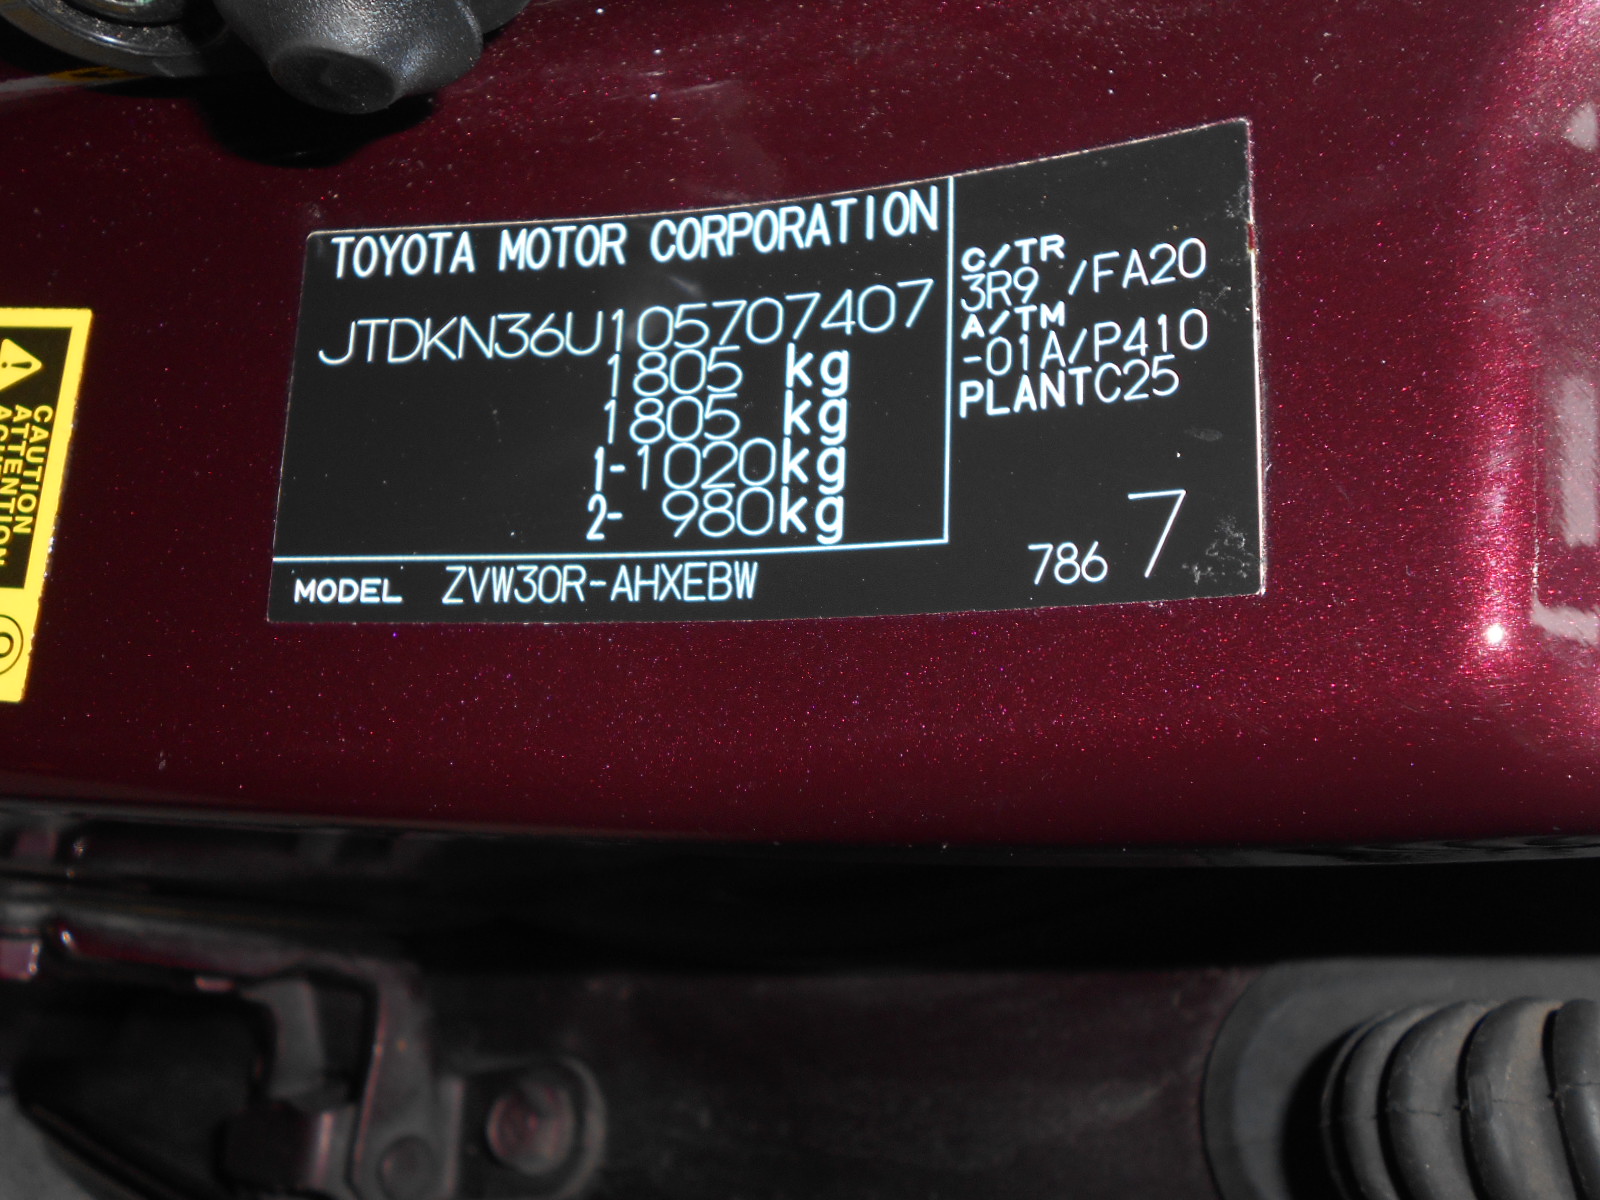 TOYOTA MOTOR CORPORATION
JTDKN36U105707407
1805 kg
1805 kg
1-1020kg
2- 980kg
MODEL ZVW30R-AHXEBW
C/TR
3R9 /FA20
A/TM
-01A/P410
PLANTC25
786 7
CAUTION
ATTENTION